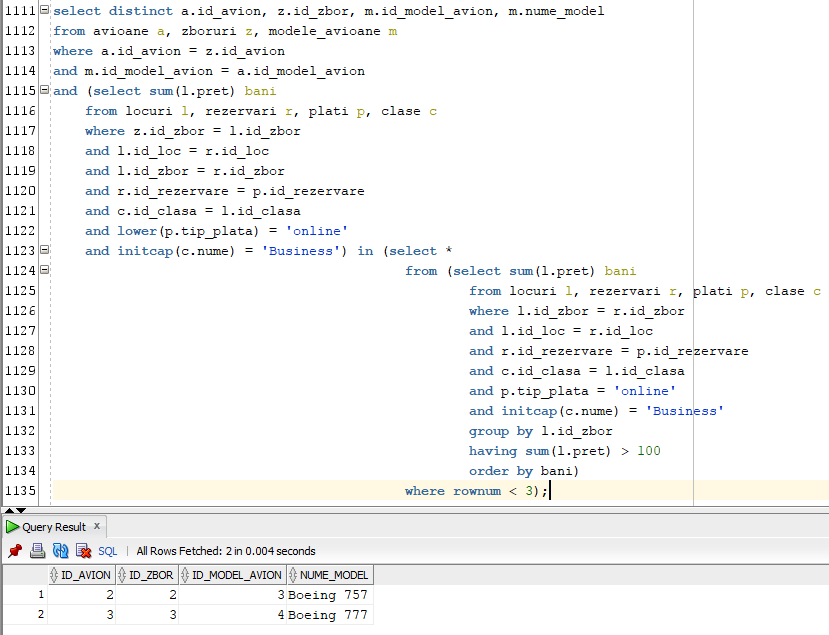 1111 select distinct a.id_avion, z.id_zbor, m.id_model_avion, m.nume_model
1112 from avioane a, zboruri z, modele_avioane m
1113 where a.id_avion = z.id_avion
1114 and m.id_model_avion = a.id_model_avion
1115 and (select sum(l.pret) bani
1116 from locuri l, rezervari r, plati p, clase c
1117 where z.id_zbor = l.id_zbor
1118 and l.id_loc = r.id_loc
1119 and l.id_zbor = r.id_zbor
1120 and r.id_rezervare = p.id_rezervare
1121 and c.id_clasa = l.id_clasa
1122 and lower(p.tip_plata) = 'online'
1123 and initcap(c.nume) = 'Business') in (select *
1124 from (select sum(l.pret) bani
1125 from locuri l, rezervari r, plati p, clase c
1126 where l.id_zbor = r.id_zbor
1127 and l.id_loc = r.id_loc
1128 and r.id_rezervare = p.id_rezervare
1129 and c.id_clasa = l.id_clasa
1130 and p.tip_plata = 'online'
1131 and initcap(c.nume) = 'Business'
1132 group by l.id_zbor
1133 having sum(l.pret) > 100
1134 order by bani)
1135 where rownum < 3);
Query Result x
SQL | All Rows Fetched: 2 in 0.004 seconds
ID_AVION ID_ZBOR ID_MODEL_AVION NUME_MODEL
1 2 2 3 Boeing 757
2 3 3 4 Boeing 777